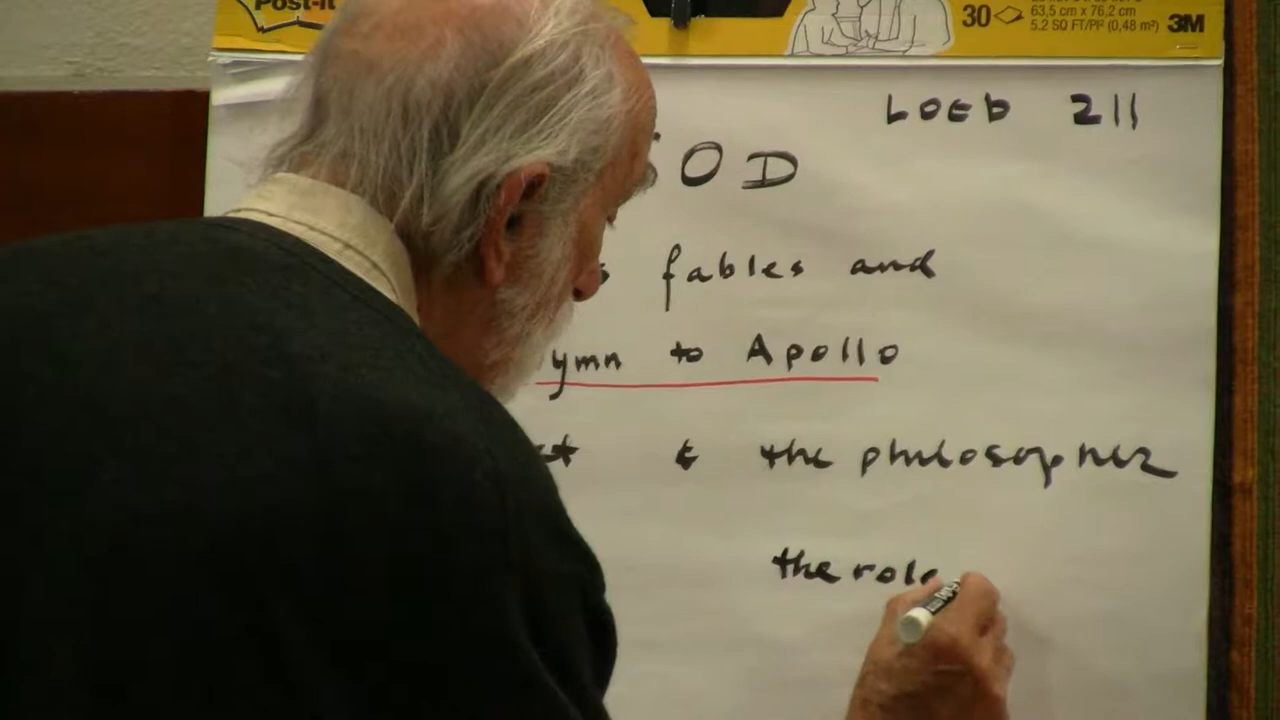 Post-it
30
63,5 cm x 76,2 cm
5.2 SQ FT/PI² (0,48 m²)
3M
LOEB 211
OD
fables and
ymn to Apollo
t & the philosopher
the role